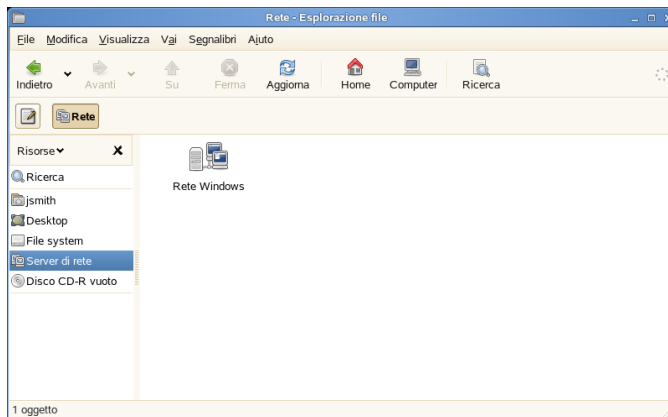 Rete - Esplorazione file
File Modifica Visualizza Vai Segnalibri Aiuto
Indietro Avanti Su Ferma Aggiorna Home Computer Ricerca
Rete
Risorse
Ricerca
jsmith
Desktop
File system
Server di rete
Disco CD-R vuoto
Rete Windows
1 oggetto